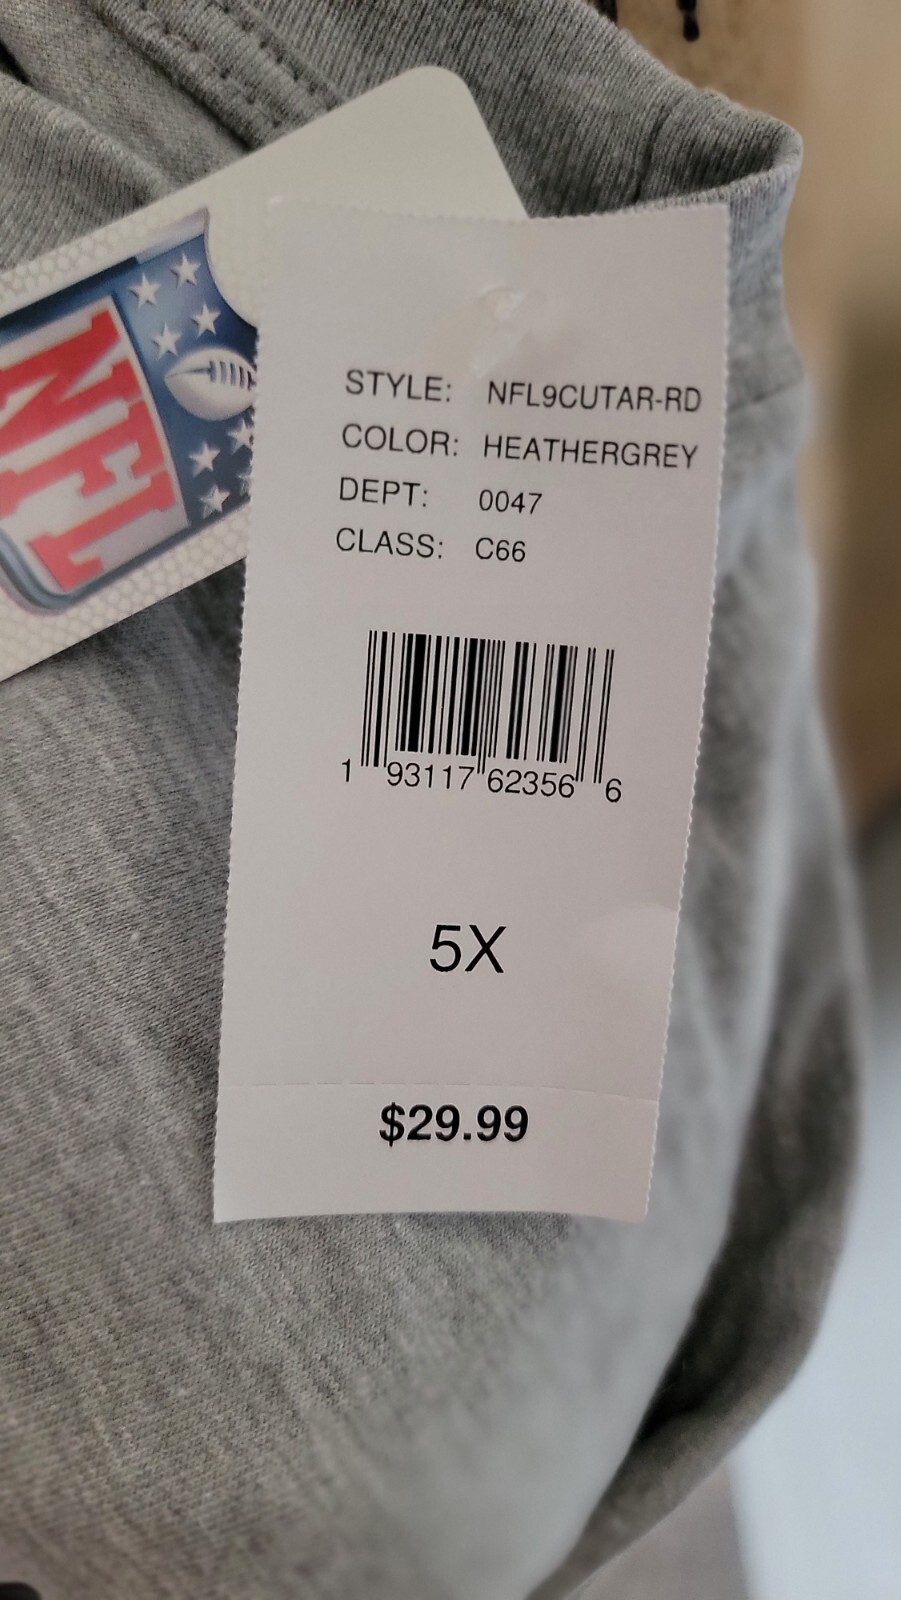 NFL
STYLE: NFL9CUTAR-RD
COLOR: HEATHERGREY
DEPT: 0047
CLASS: C66
1 93117 62356 6
5X
$29.99